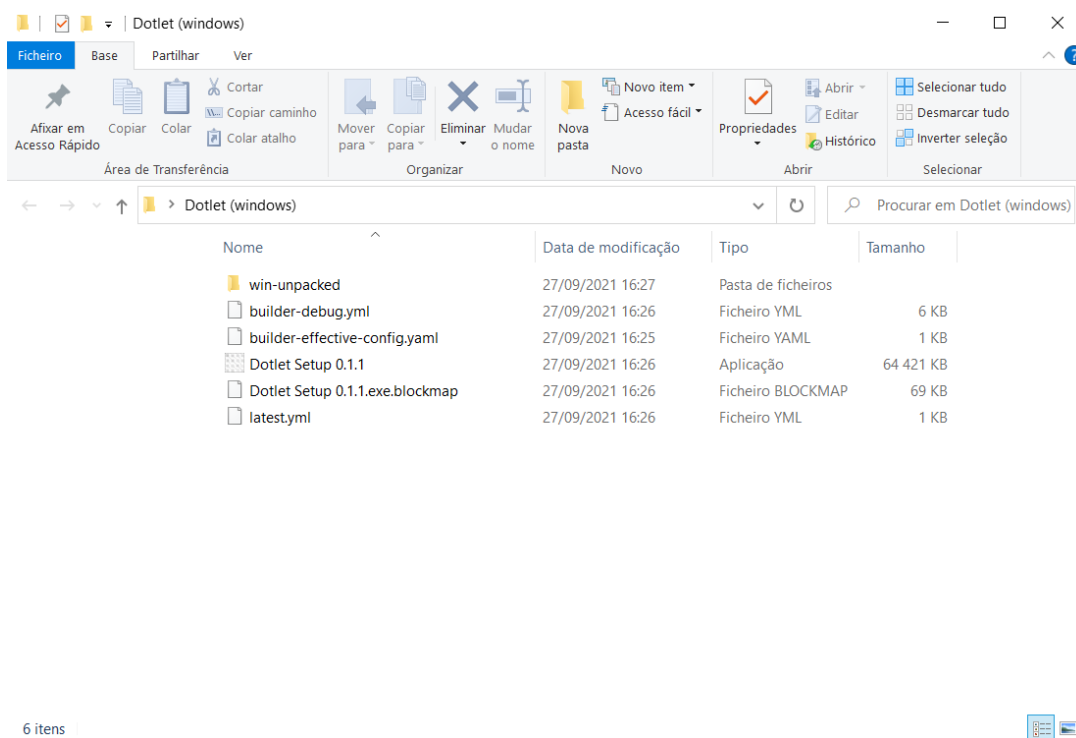 Dotlet (windows)
Ficheiro Base Partilhar Ver
Afixar em Acesso Rápido
Copiar
Colar
Cortar
Copiar caminho
Colar atalho
Área de Transferência
Mover para
Copiar para
Eliminar
Mudar o nome
Organizar
Nova pasta
Novo item
Acesso fácil
Novo
Propriedades
Abrir
Editar
Histórico
Abrir
Selecionar tudo
Desmarcar tudo
Inverter seleção
Selecionar
Dotlet (windows)
Procurar em Dotlet (windows)
Nome Data de modificação Tipo Tamanho
win-unpacked 27/09/2021 16:27 Pasta de ficheiros
builder-debug.yml 27/09/2021 16:26 Ficheiro YML 6 KB
builder-effective-config.yaml 27/09/2021 16:25 Ficheiro YAML 1 KB
Dotlet Setup 0.1.1 27/09/2021 16:26 Aplicação 64 421 KB
Dotlet Setup 0.1.1.exe.blockmap 27/09/2021 16:26 Ficheiro BLOCKMAP 69 KB
latest.yml 27/09/2021 16:26 Ficheiro YML 1 KB
6 itens